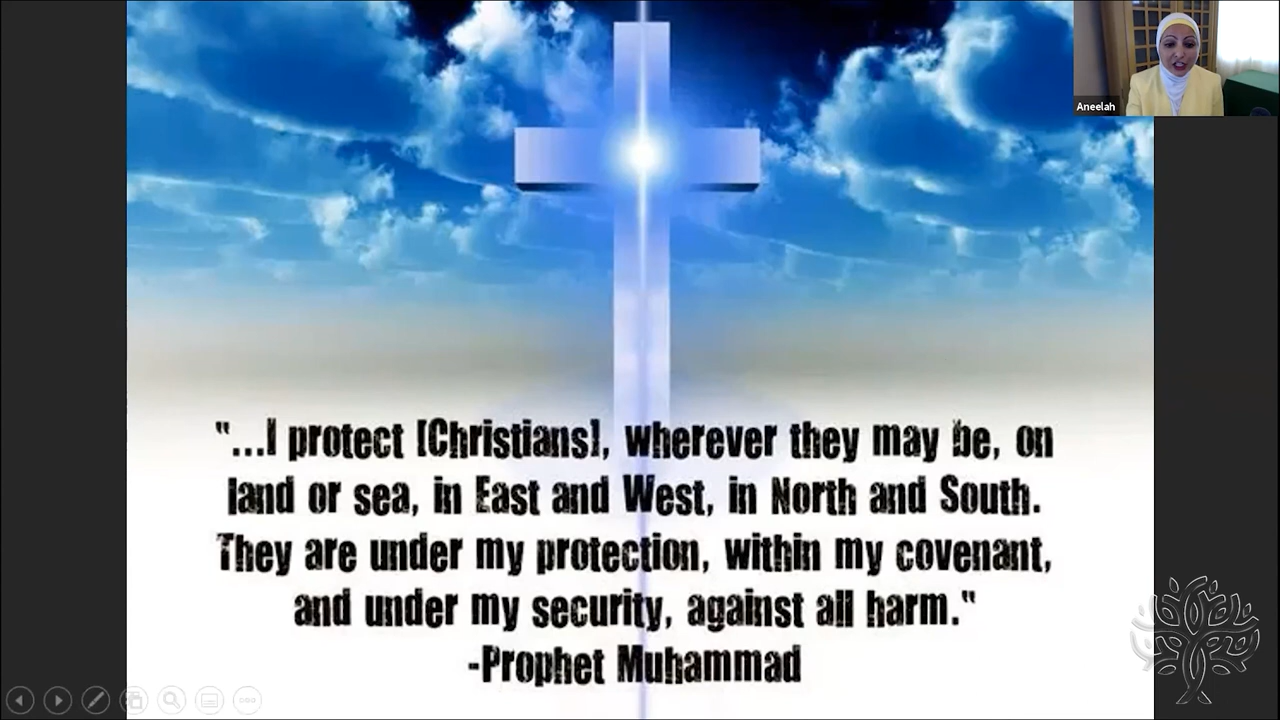 Aneelah
"...I protect [Christians], wherever they may be, on
land or sea, in East and West, in North and South.
They are under my protection, within my covenant,
and under my security, against all harm."
-Prophet Muhammad